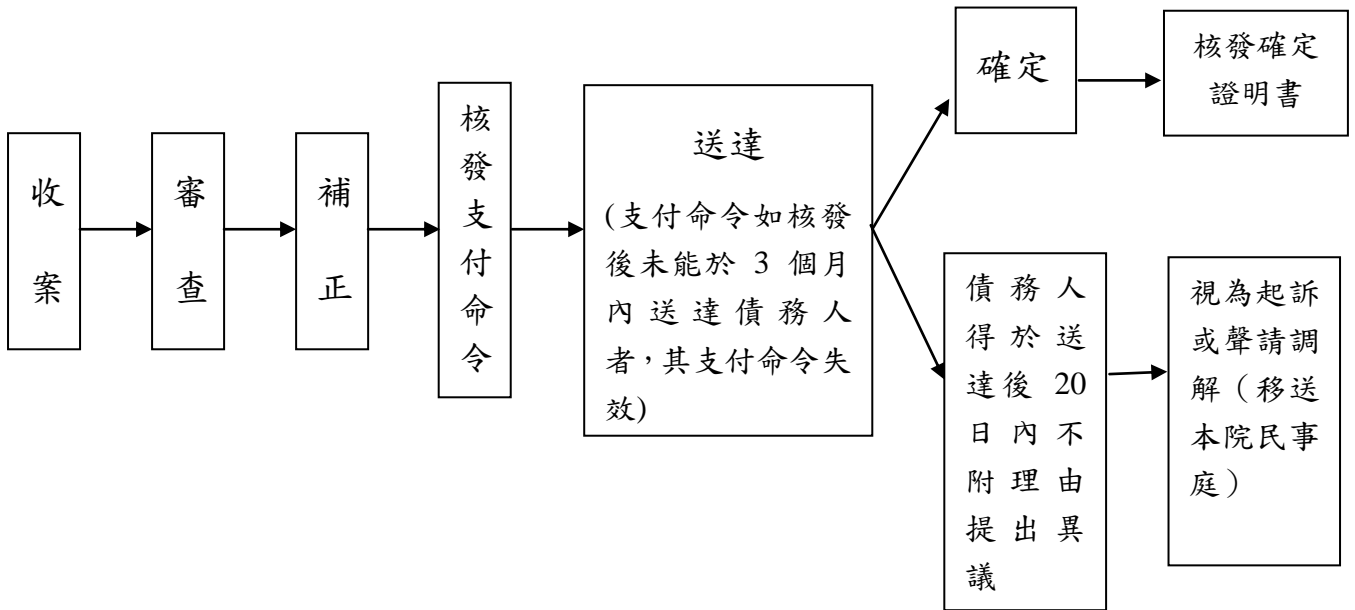 收
案
審
查
補
正
核
發
支
付
命
令
送達
(支付命令如核發
後未能於 3 個月
內送達債務人
者，其支付命令失
效)
確定
核發確定
證明書
債務人
得於送
達後 20
日內不
附理由
提出異
議
視為起訴
或聲請調
解（移送
本院民事
庭）